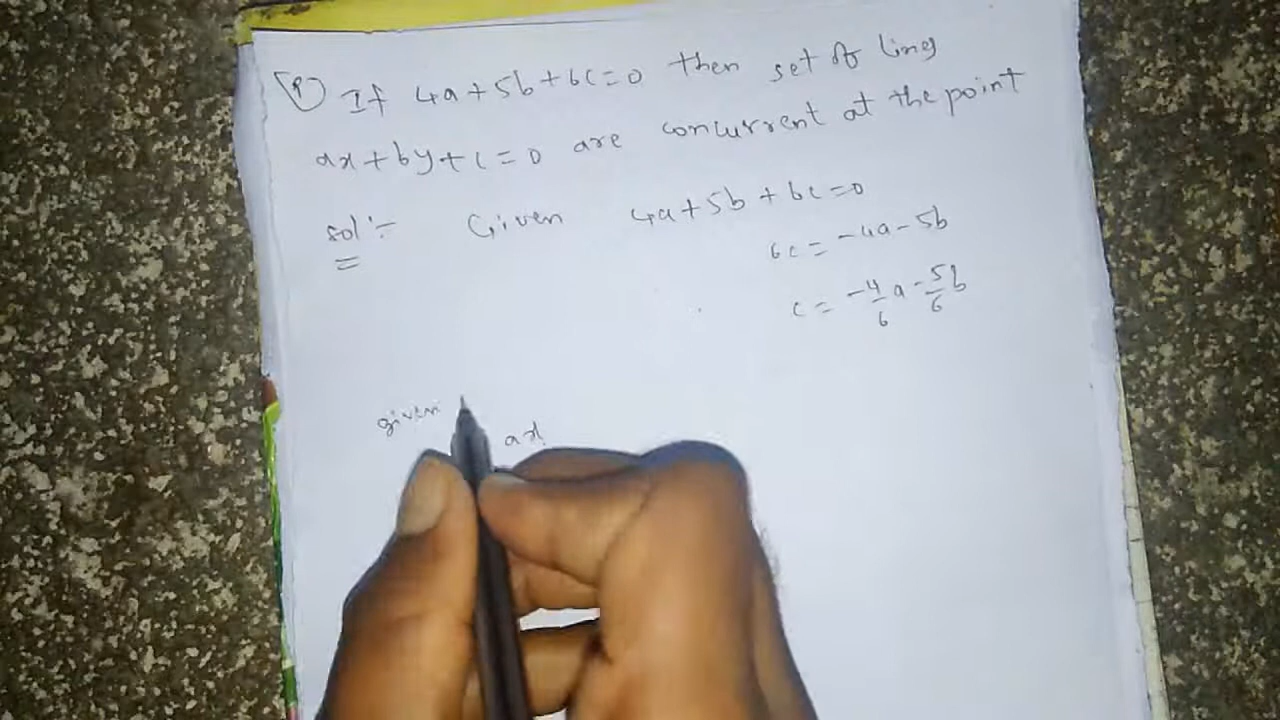 (9) If 4a+5b+6c=0 then set of lines
ax+by+c=0 are concurrent at the point
sol:- Given 4a+5b+6c=0
6c = -4a-5b
c = -4/6 a - 5/6 b
given ax